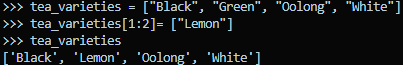 >>> tea_varieties = ["Black", "Green", "Oolong", "White"]
>>> tea_varieties[1:2]= ["Lemon"]
>>> tea_varieties
['Black', 'Lemon', 'Oolong', 'White']